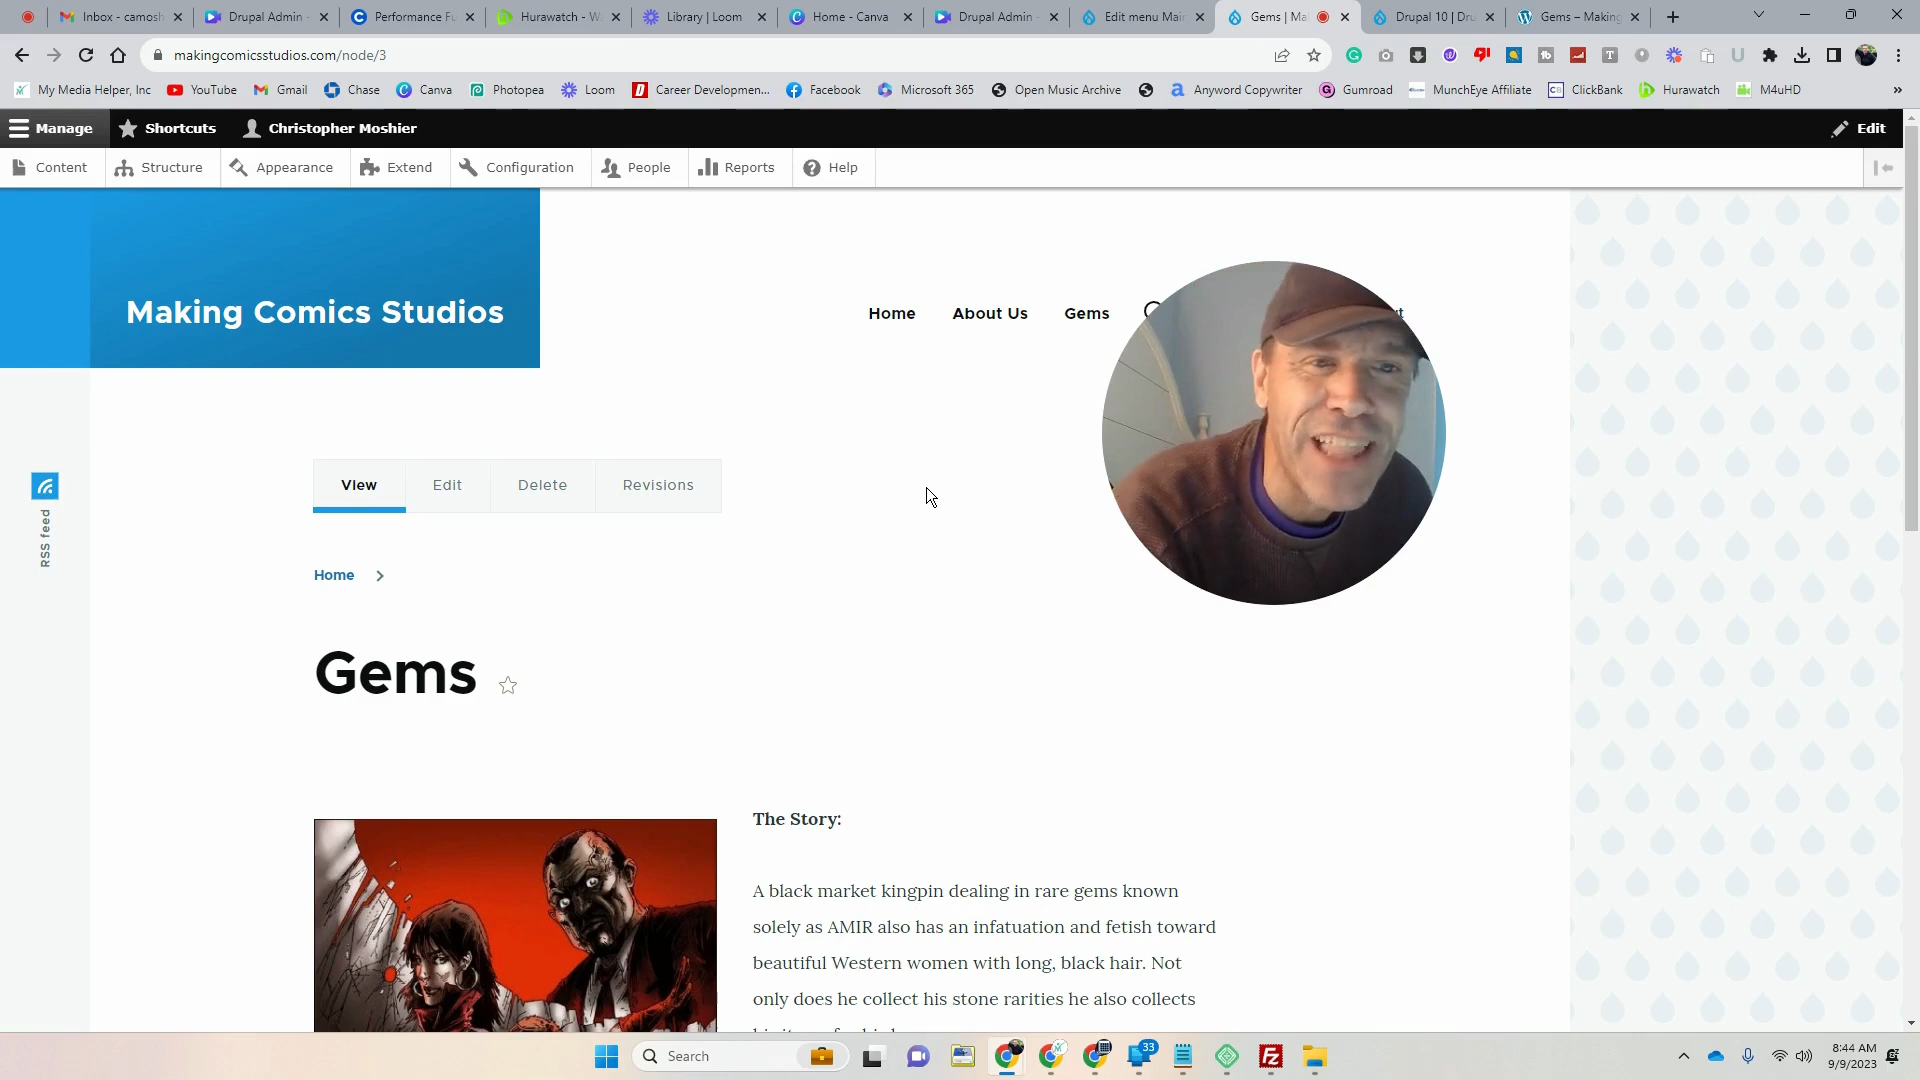 Inbox - camosh
Drupal Admin -
Performance Fu
Hurawatch - W
Library | Loom
Home - Canva
Drupal Admin -
Edit menu Mai
Gems | Ma
Drupal 10 | Dru
Gems – Making
makingcomicsstudios.com/node/3
My Media Helper, Inc
YouTube
Gmail
Chase
Canva
Photopea
Loom
Career Developmen...
Facebook
Microsoft 365
Open Music Archive
Anyword Copywriter
Gumroad
MunchEye Affiliate
ClickBank
Hurawatch
M4uHD
»
Manage
Shortcuts
Christopher Moshier
Edit
Content
Structure
Appearance
Extend
Configuration
People
Reports
Help
Making Comics Studios
Home
About Us
Gems
View
Edit
Delete
Revisions
RSS feed
Home
Gems
The Story:
A black market kingpin dealing in rare gems known
solely as AMIR also has an infatuation and fetish toward
beautiful Western women with long, black hair. Not
only does he collect his stone rarities he also collects
Search
33
8:44 AM
9/9/2023